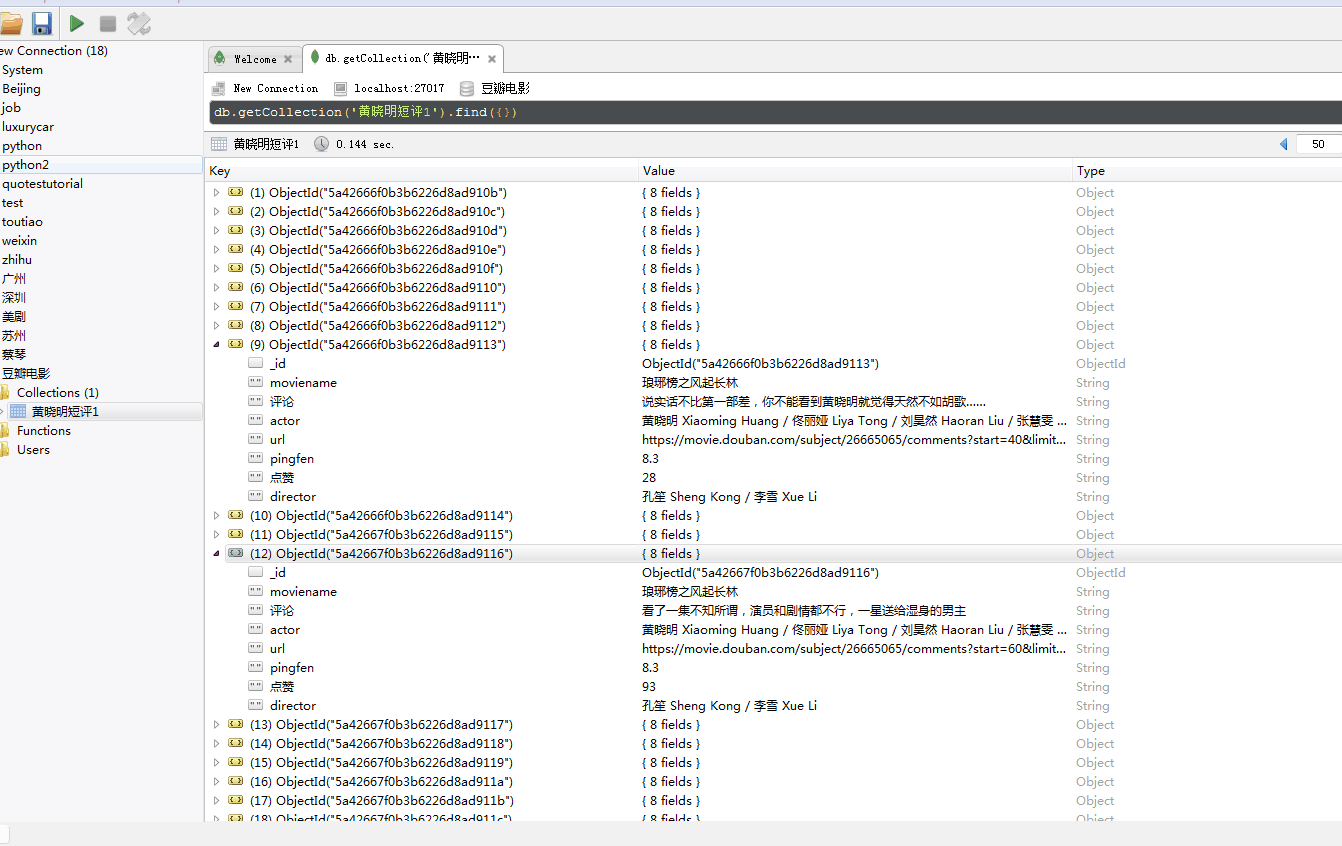 ew Connection (18)
System
Beijing
job
luxurycar
python
python2
quotestutorial
test
toutiao
weixin
zhihu
广州
深圳
美剧
苏州
蔡琴
豆瓣电影
Collections (1)
黄晓明短评1
Functions
Users
Welcome
db.getCollection('黄晓明…
New Connection localhost:27017 豆瓣电影
db.getCollection('黄晓明短评1').find({})
黄晓明短评1 0.144 sec. 50
Key Value Type
(1) ObjectId("5a42666f0b3b6226d8ad910b") { 8 fields } Object
(2) ObjectId("5a42666f0b3b6226d8ad910c") { 8 fields } Object
(3) ObjectId("5a42666f0b3b6226d8ad910d") { 8 fields } Object
(4) ObjectId("5a42666f0b3b6226d8ad910e") { 8 fields } Object
(5) ObjectId("5a42666f0b3b6226d8ad910f") { 8 fields } Object
(6) ObjectId("5a42666f0b3b6226d8ad9110") { 8 fields } Object
(7) ObjectId("5a42666f0b3b6226d8ad9111") { 8 fields } Object
(8) ObjectId("5a42666f0b3b6226d8ad9112") { 8 fields } Object
(9) ObjectId("5a42666f0b3b6226d8ad9113") { 8 fields } Object
_id ObjectId("5a42666f0b3b6226d8ad9113") ObjectId
moviename 琅琊榜之风起长林 String
评论 说实话不比第一部差，你不能看到黄晓明就觉得天然不如胡歌…… String
actor 黄晓明 Xiaoming Huang / 佟丽娅 Liya Tong / 刘昊然 Haoran Liu / 张慧雯 ... String
url https://movie.douban.com/subject/26665065/comments?start=40&limit... String
pingfen 8.3 String
点赞 28 String
director 孔笙 Sheng Kong / 李雪 Xue Li String
(10) ObjectId("5a42666f0b3b6226d8ad9114") { 8 fields } Object
(11) ObjectId("5a42667f0b3b6226d8ad9115") { 8 fields } Object
(12) ObjectId("5a42667f0b3b6226d8ad9116") { 8 fields } Object
_id ObjectId("5a42667f0b3b6226d8ad9116") ObjectId
moviename 琅琊榜之风起长林 String
评论 看了一集不知所谓，演员和剧情都不行，一星送给湿身的男主 String
actor 黄晓明 Xiaoming Huang / 佟丽娅 Liya Tong / 刘昊然 Haoran Liu / 张慧雯 ... String
url https://movie.douban.com/subject/26665065/comments?start=60&limit... String
pingfen 8.3 String
点赞 93 String
director 孔笙 Sheng Kong / 李雪 Xue Li String
(13) ObjectId("5a42667f0b3b6226d8ad9117") { 8 fields } Object
(14) ObjectId("5a42667f0b3b6226d8ad9118") { 8 fields } Object
(15) ObjectId("5a42667f0b3b6226d8ad9119") { 8 fields } Object
(16) ObjectId("5a42667f0b3b6226d8ad911a") { 8 fields } Object
(17) ObjectId("5a42667f0b3b6226d8ad911b") { 8 fields } Object
(18) ObjectId("5a42667f0b3b6226d8ad911c") { 8 fields } Object